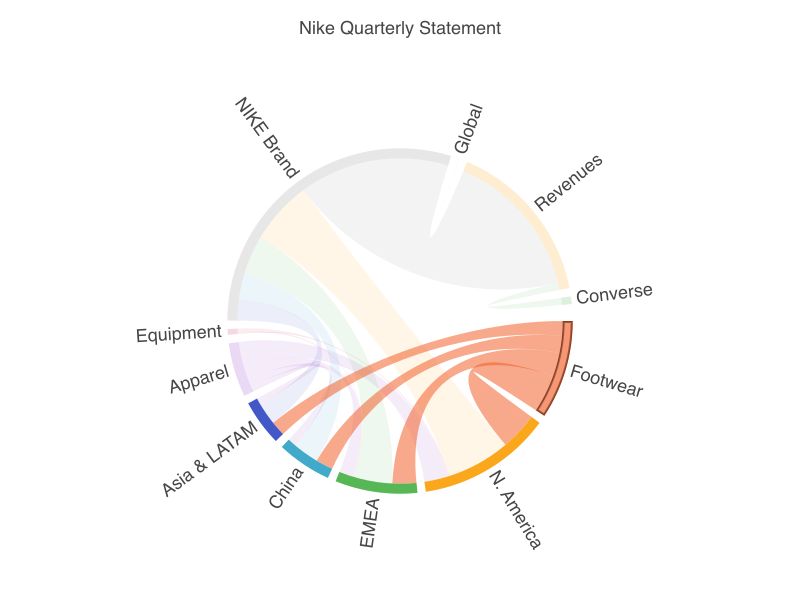 Nike Quarterly Statement
NIKE Brand
Global
Revenues
Converse
Footwear
N. America
EMEA
China
Asia & LATAM
Apparel
Equipment